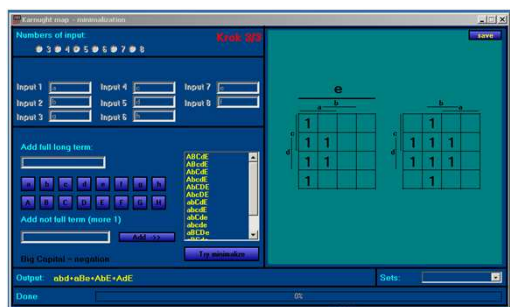 Karnught map - minimalization
Numbers of input:
3 4 5 6 7 8
Krok 3/3
save
Input 1
Input 4
Input 7
Input 2
Input 5
Input 8
Input 3
Input 6
e
b
a
c
d
1
1 1
1 1
1
b
a
c
d
1
1 1 1
1 1 1
1
Add full long term:
a b c d e f g h
A B C D E F G H
Add not full term (more 1)
Add >>
Big Capital - negation
ABCdE
ABcdE
AbCdE
AbcdE
AbCDE
AbcDE
abCdE
abcdE
abCde
abcde
aBCDe
Try minimalize
Output: abd+aBe+AbE+AdE
Sets:
Done
0%